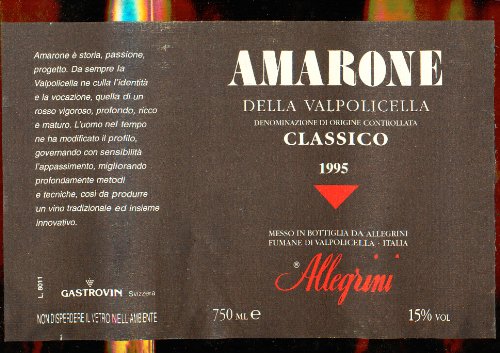 Amarone è storia, passione,
progetto. Da sempre la
Valpolicella ne culla l'identità
e la vocazione, quella di un
rosso vigoroso, profondo, ricco
e maturo. L'uomo nel tempo
ne ha modificato il profilo,
governando con sensibilità
l'appassimento, migliorando
profondamente metodi
e tecniche, così da produrre
un vino tradizionale ed insieme
innovativo.
L. 8011
GASTROVIN Svizzera
NON DISPERDERE IL VETRO NELL'AMBIENTE
AMARONE
DELLA VALPOLICELLA
DENOMINAZIONE DI ORIGINE CONTROLLATA
CLASSICO
1995
MESSO IN BOTTIGLIA DA ALLEGRINI
FUMANE DI VALPOLICELLA · ITALIA
® Allegrini
750 ML e
15% VOL